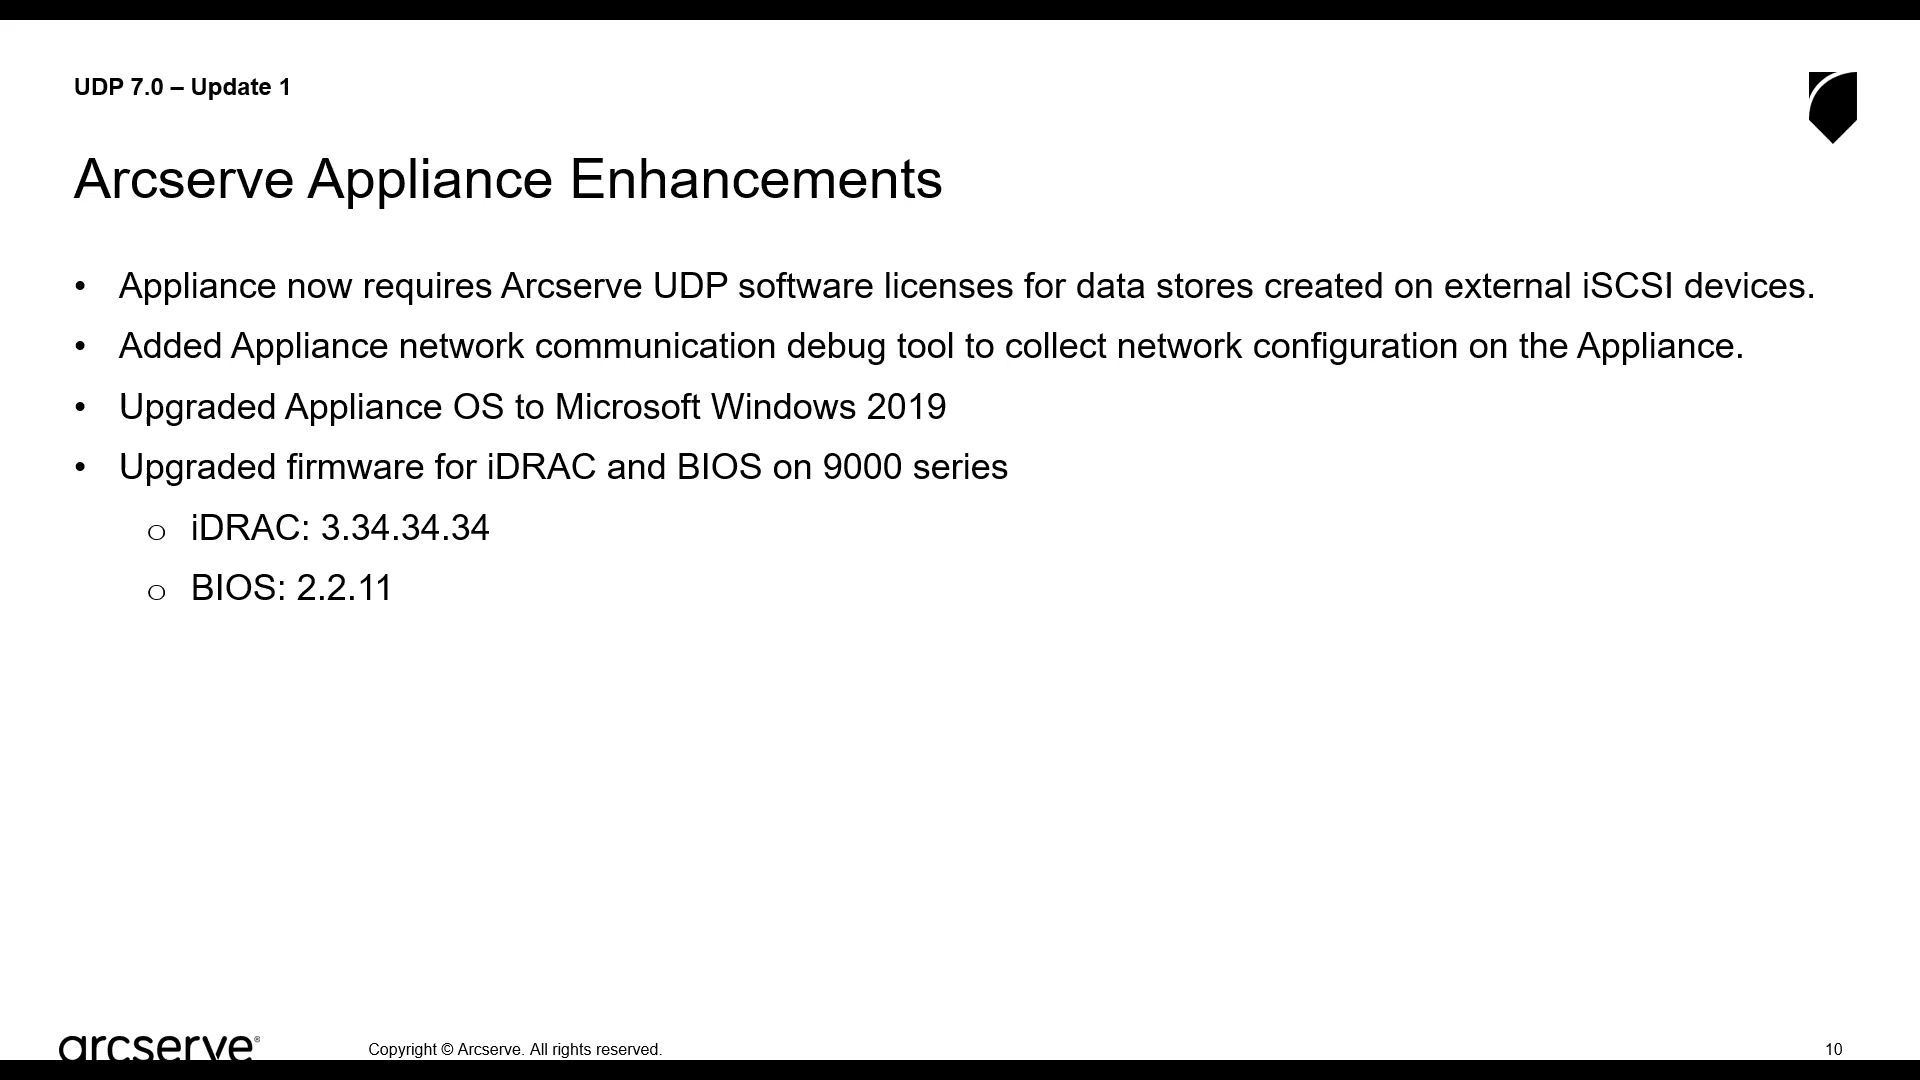 UDP 7.0 – Update 1
Arcserve Appliance Enhancements
• Appliance now requires Arcserve UDP software licenses for data stores created on external iSCSI devices.
• Added Appliance network communication debug tool to collect network configuration on the Appliance.
• Upgraded Appliance OS to Microsoft Windows 2019
• Upgraded firmware for iDRAC and BIOS on 9000 series
o iDRAC: 3.34.34.34
o BIOS: 2.2.11
arcserve®
Copyright © Arcserve. All rights reserved.
10